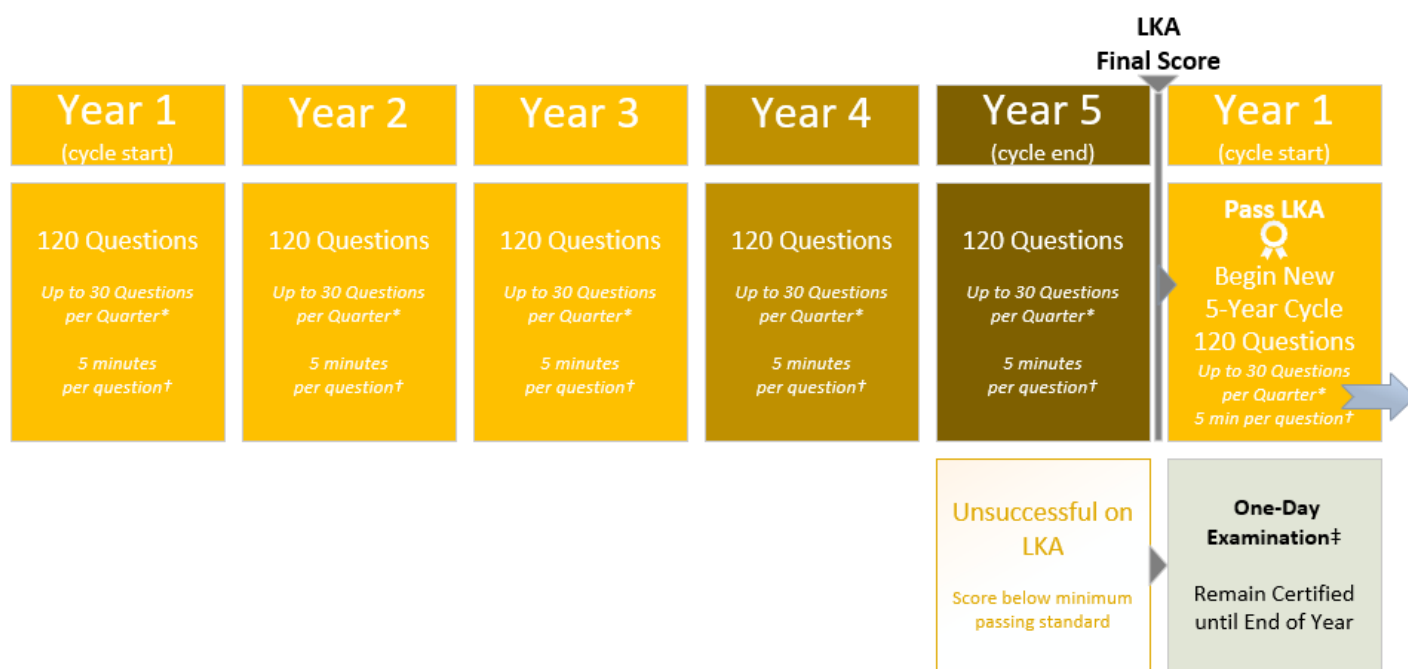 LKA
Final Score
Year 1
(cycle start)
Year 2
Year 3
Year 4
Year 5
(cycle end)
Year 1
(cycle start)
120 Questions
Up to 30 Questions
per Quarter*
5 minutes
per question†
120 Questions
Up to 30 Questions
per Quarter*
5 minutes
per question†
120 Questions
Up to 30 Questions
per Quarter*
5 minutes
per question†
120 Questions
Up to 30 Questions
per Quarter*
5 minutes
per question†
120 Questions
Up to 30 Questions
per Quarter*
5 minutes
per question†
Pass LKA
Begin New
5-Year Cycle
120 Questions
Up to 30 Questions
per Quarter*
5 min per question†
Unsuccessful on
LKA
Score below minimum
passing standard
One-Day
Examination‡
Remain Certified
until End of Year